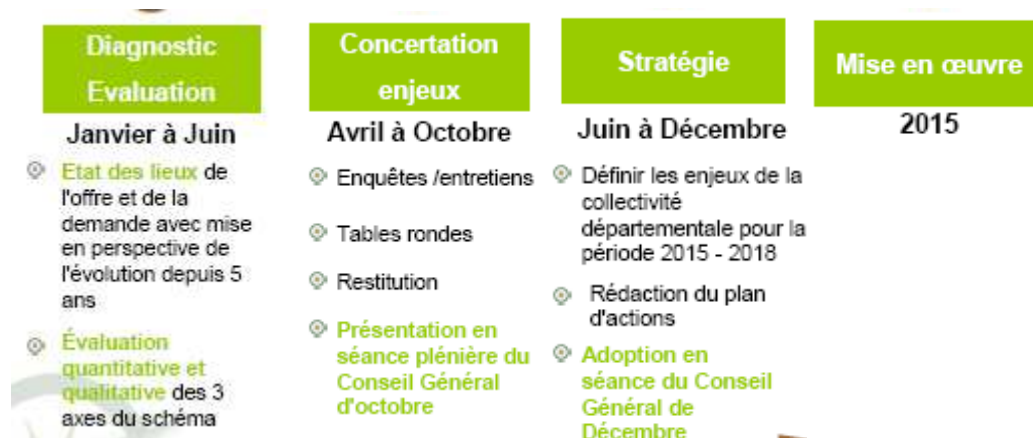 Diagnostic
Evaluation
Janvier à Juin
Etat des lieux de
l'offre et de la
demande avec mise
en perspective de
l'évolution depuis 5
ans
Évaluation
quantitative et
qualitative des 3
axes du schéma
Concertation
enjeux
Avril à Octobre
Enquêtes /entretiens
Tables rondes
Restitution
Présentation en
séance plénière du
Conseil Général
d'octobre
Stratégie
Juin à Décembre
Définir les enjeux de la
collectivité
départementale pour la
période 2015 - 2018
Rédaction du plan
d'actions
Adoption en
séance du Conseil
Général de
Décembre
Mise en œuvre
2015